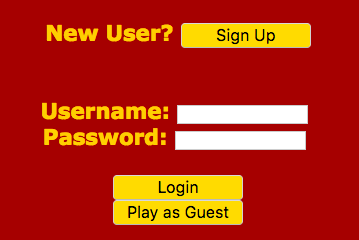 New User? Sign Up
Username:
Password:
Login
Play as Guest